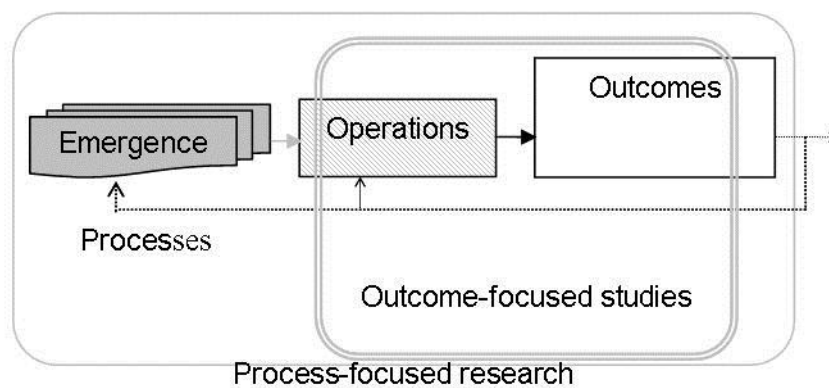 Outcomes
Operations
Emergence
Processes
Outcome-focused studies
Process-focused research